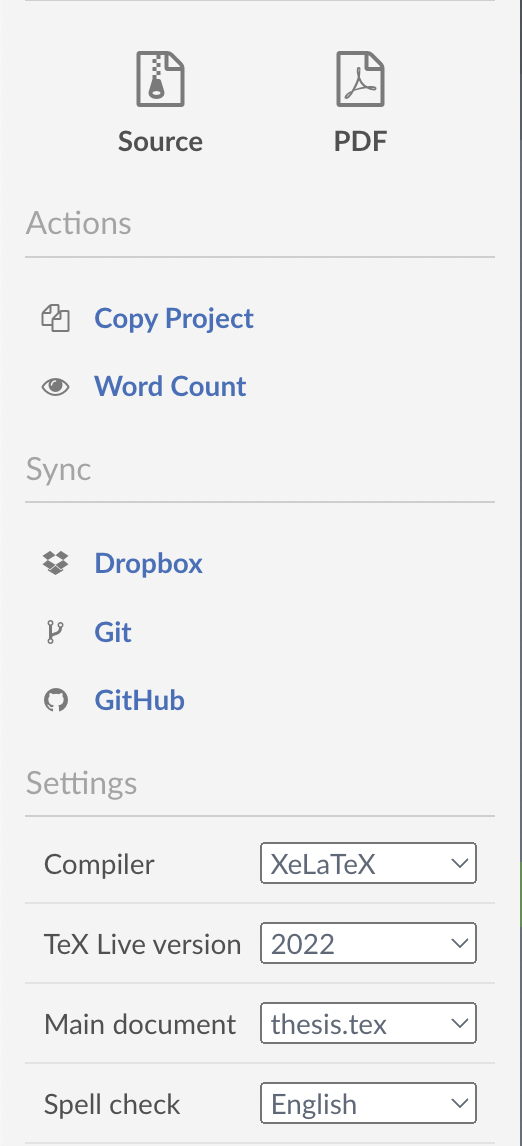 Source PDF
Actions
Copy Project
Word Count
Sync
Dropbox
Git
GitHub
Settings
Compiler XeLaTeX
TeX Live version 2022
Main document thesis.tex
Spell check English